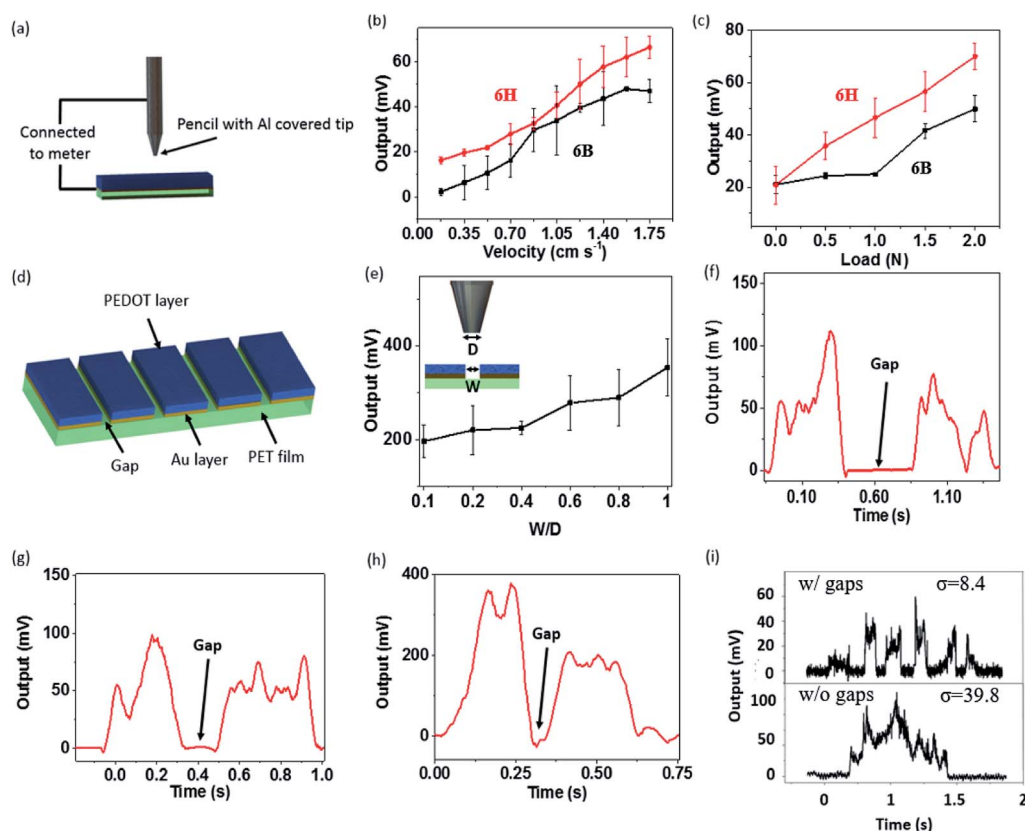 (a)
Connected
to meter
Pencil with Al covered tip
(b)
Output (mV)
60
40
20
0
6H
6B
0.00 0.35 0.70 1.05 1.40 1.75
Velocity (cm s⁻¹)
(c)
Output (mV)
80
60
40
20
6H
6B
0.0 0.5 1.0 1.5 2.0
Load (N)
(d)
PEDOT layer
Gap
Au layer
PET film
(e)
Output (mV)
400
200
D
W
0.1 0.2 0.4 0.6 0.8 1
W/D
(f)
Output (m V)
150
100
50
0
Gap
0.10 0.60 1.10
Time (s)
(g)
Output (mV)
150
100
50
0
Gap
0.0 0.2 0.4 0.6 0.8 1.0
Time (s)
(h)
Output (mV)
400
200
0
Gap
0.00 0.25 0.50 0.75
Time (s)
(i)
Output (mV)
w/ gaps σ=8.4
60
40
20
0
w/o gaps σ=39.8
100
50
0
0 1 1.5 2
Time (s)